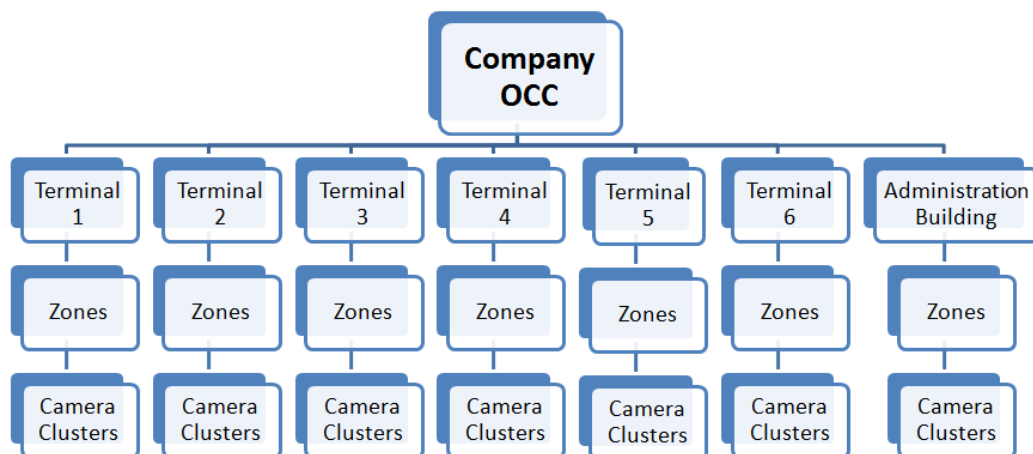 Company
OCC
Terminal
1
Terminal
2
Terminal
3
Terminal
4
Terminal
5
Terminal
6
Administration
Building
Zones
Zones
Zones
Zones
Zones
Zones
Zones
Camera
Clusters
Camera
Clusters
Camera
Clusters
Camera
Clusters
Camera
Clusters
Camera
Clusters
Camera
Clusters